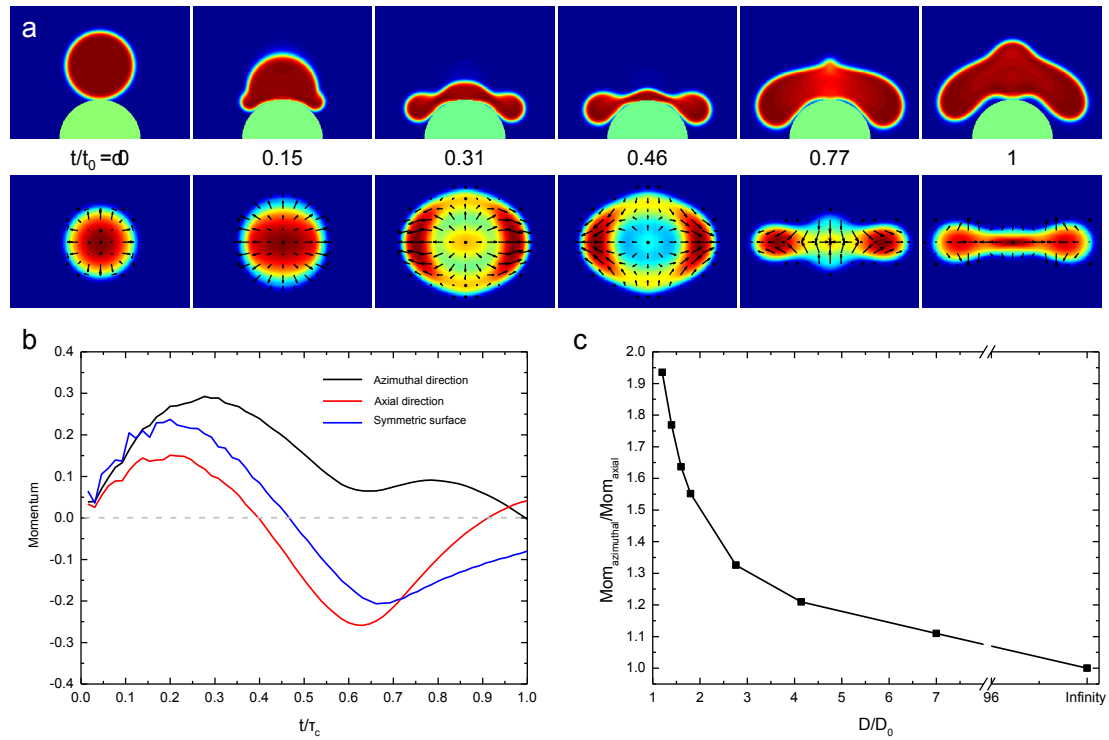 a
t/t0 =0 0.15 0.31 0.46 0.77 1
b
0.4
0.3
0.2
0.1
0.0
-0.1
-0.2
-0.3
-0.4
Momentum
Azimuthal direction
Axial direction
Symmetric surface
0.0 0.1 0.2 0.3 0.4 0.5 0.6 0.7 0.8 0.9 1.0
t/τc
c
2.0
1.9
1.8
1.7
1.6
1.5
1.4
1.3
1.2
1.1
1.0
Momazimuthal/Momaxial
1 2 3 4 5 6 7 96 Infinity
D/D0